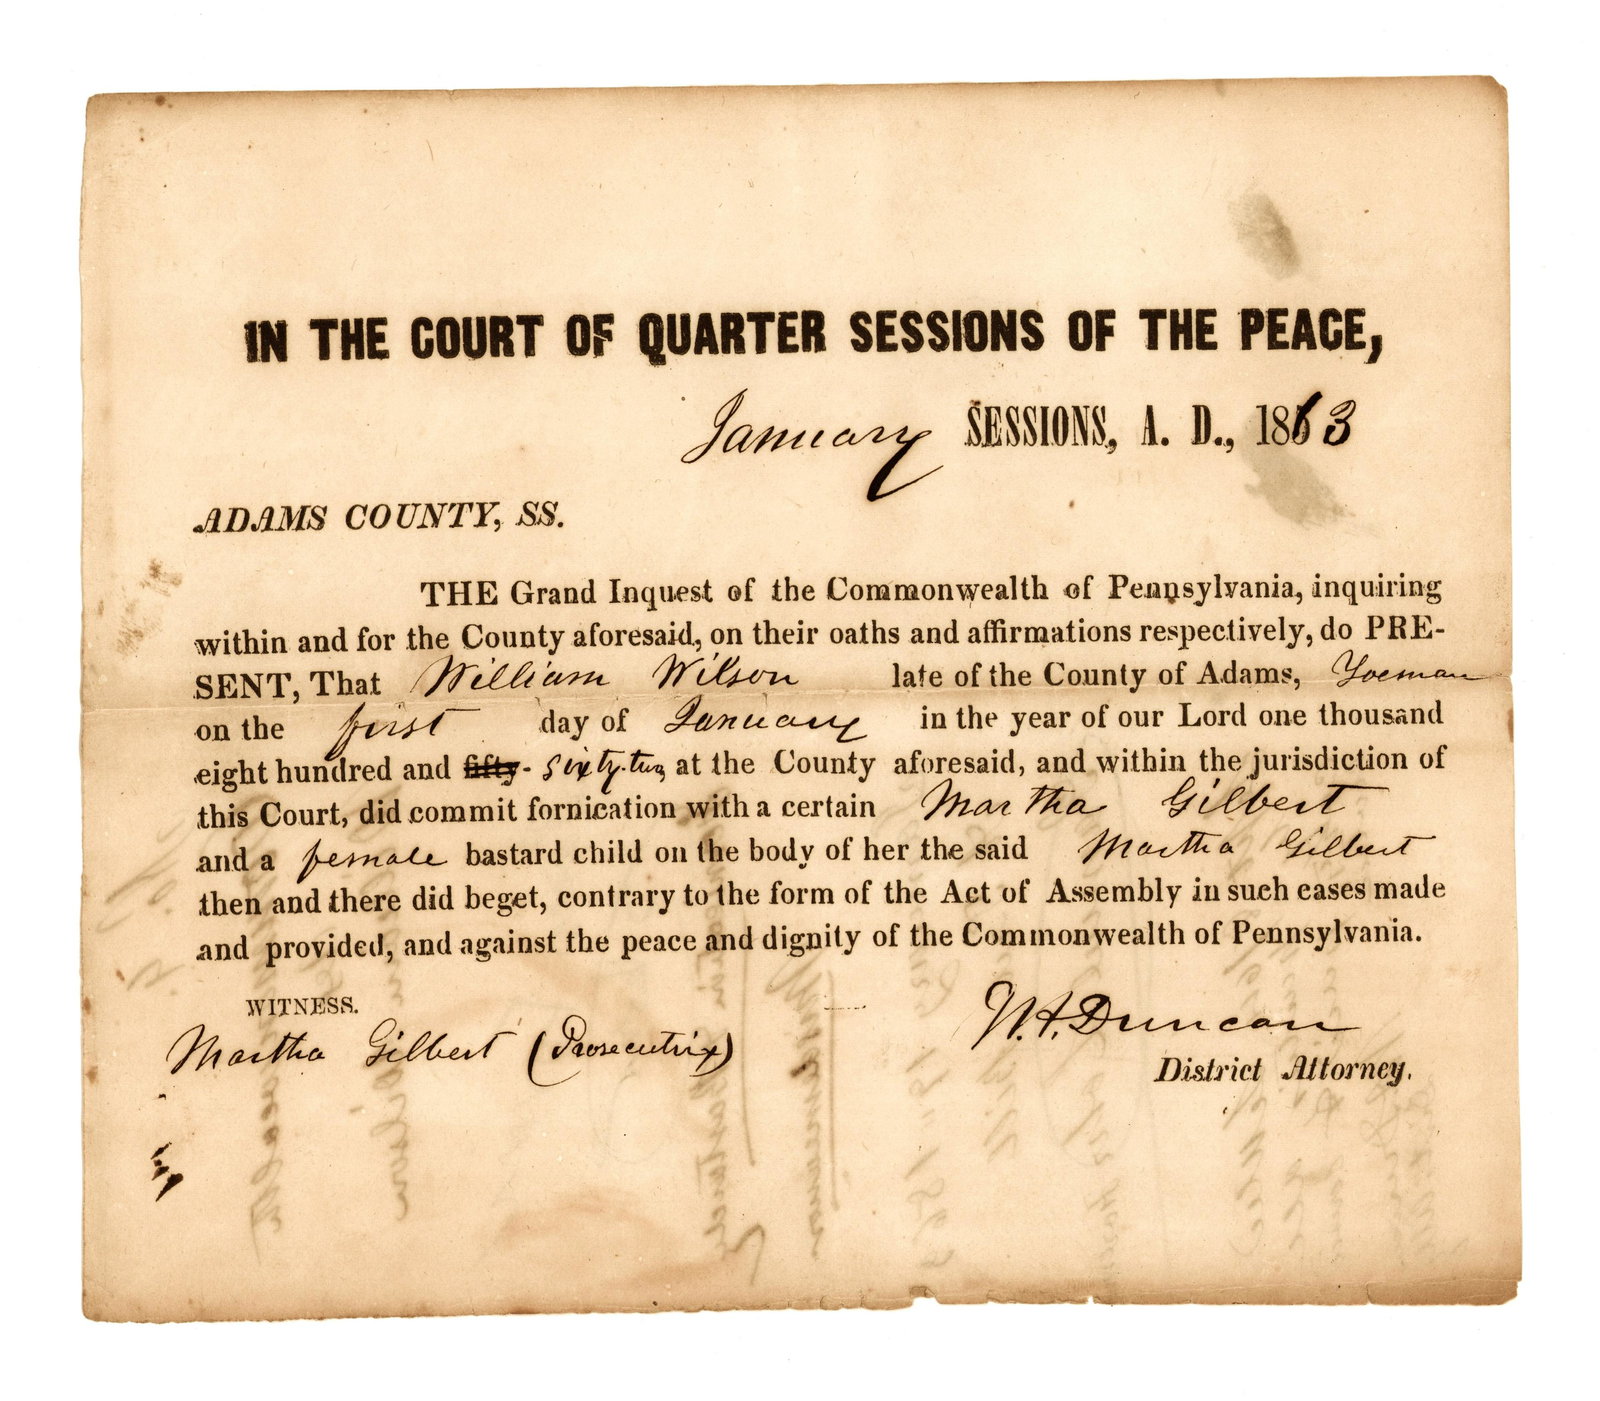 IN THE COURT OF QUARTER SESSIONS OF THE PEACE,
January SESSIONS, A. D., 1863
ADAMS COUNTY, SS.
THE Grand Inquest of the Commonwealth of Pennsylvania, inquiring
within and for the County aforesaid, on their oaths and affirmations respectively, do PRE-
SENT, That William Wilson late of the County of Adams, Yoeman
on the first day of January in the year of our Lord one thousand
eight hundred and fifty- sixty-two at the County aforesaid, and within the jurisdiction of
this Court, did commit fornication with a certain Martha Gilbert
and a female bastard child on the body of her the said Martha Gilbert
then and there did beget, contrary to the form of the Act of Assembly in such cases made
and provided, and against the peace and dignity of the Commonwealth of Pennsylvania.
WITNESS.
Martha Gilbert (Prosecutrix)
W. A. Duncan
District Attorney.